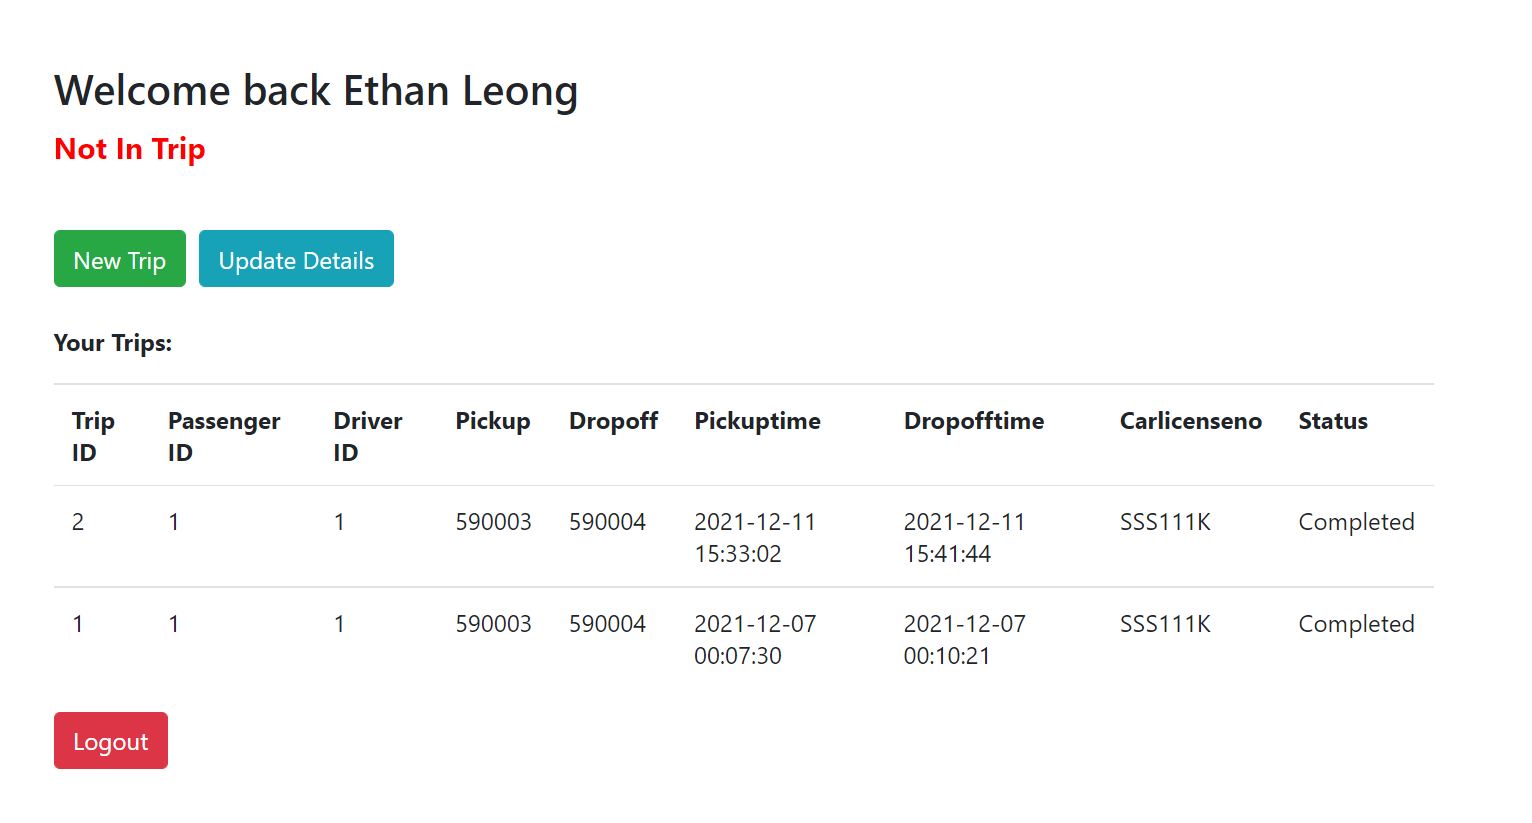 Welcome back Ethan Leong
Not In Trip
New Trip Update Details
Your Trips:
Trip ID Passenger ID Driver ID Pickup Dropoff Pickuptime Dropofftime Carlicenseno Status
2 1 1 590003 590004 2021-12-11 15:33:02 2021-12-11 15:41:44 SSS111K Completed
1 1 1 590003 590004 2021-12-07 00:07:30 2021-12-07 00:10:21 SSS111K Completed
Logout